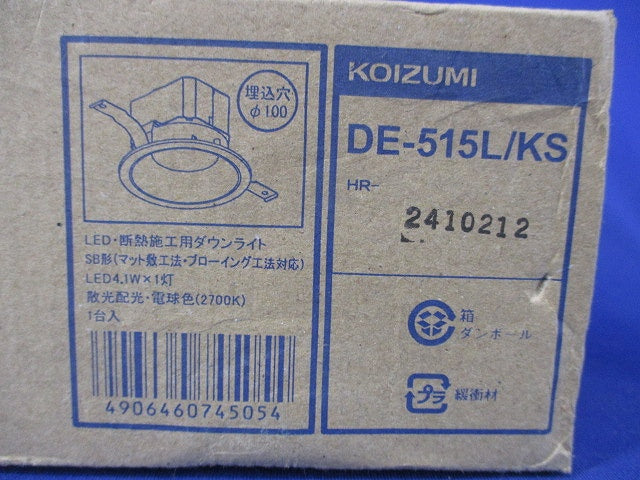 埋込穴
φ100
LED・断熱施工用ダウンライト
SB形(マット敷工法・ブローイング工法対応)
LED4.1W×1灯
散光配光・電球色(2700K)
1台入
4906460745054
KOIZUMI
DE-515L/KS
HR-
2410212
箱
ダンボール
プラ
緩衝材